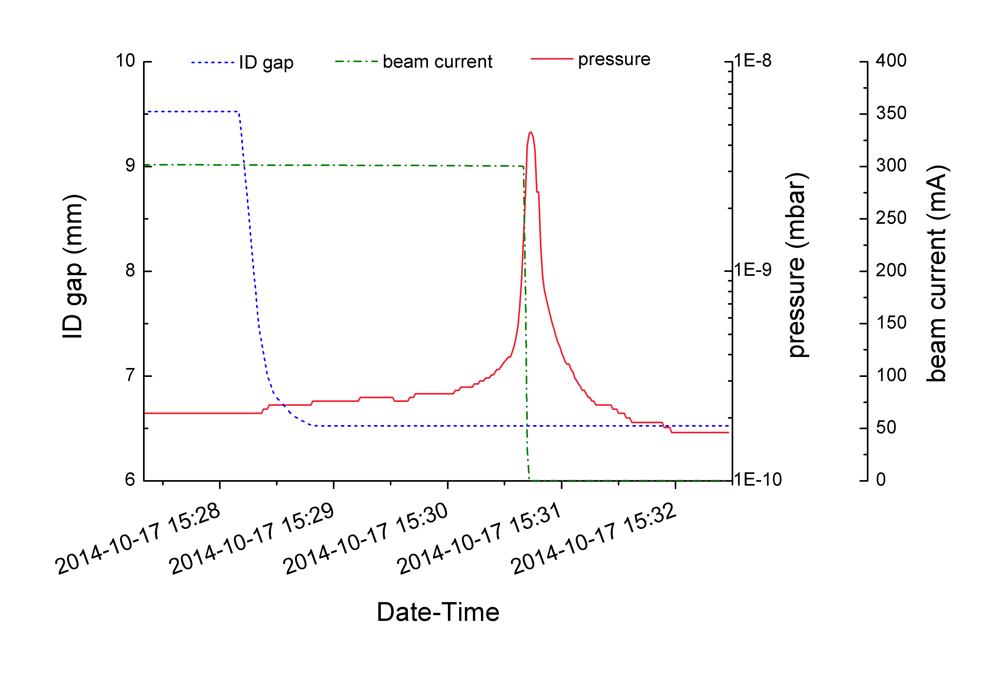 ID gap
beam current
pressure
10
9
8
7
6
ID gap (mm)
1E-8
1E-9
1E-10
pressure (mbar)
400
350
300
250
200
150
100
50
0
beam current (mA)
2014-10-17 15:28
2014-10-17 15:29
2014-10-17 15:30
2014-10-17 15:31
2014-10-17 15:32
Date-Time